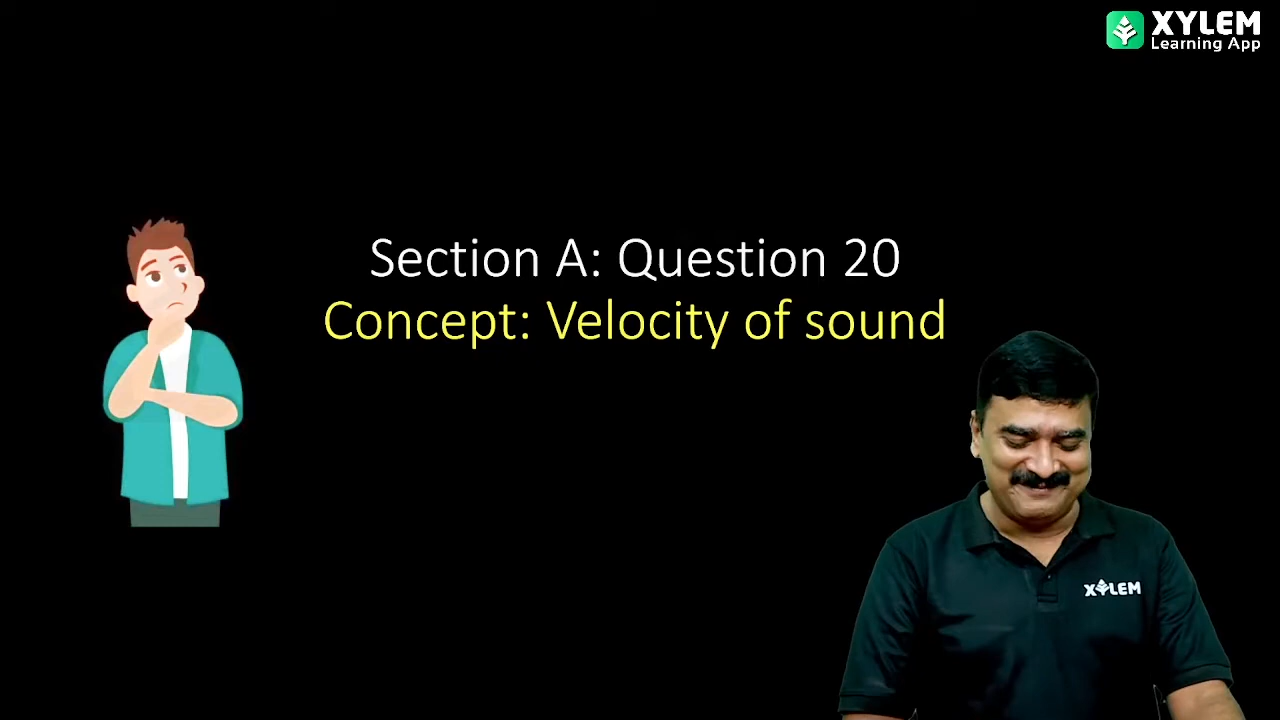 XYLEM
Learning App
Section A: Question 20
Concept: Velocity of sound
XYLEM